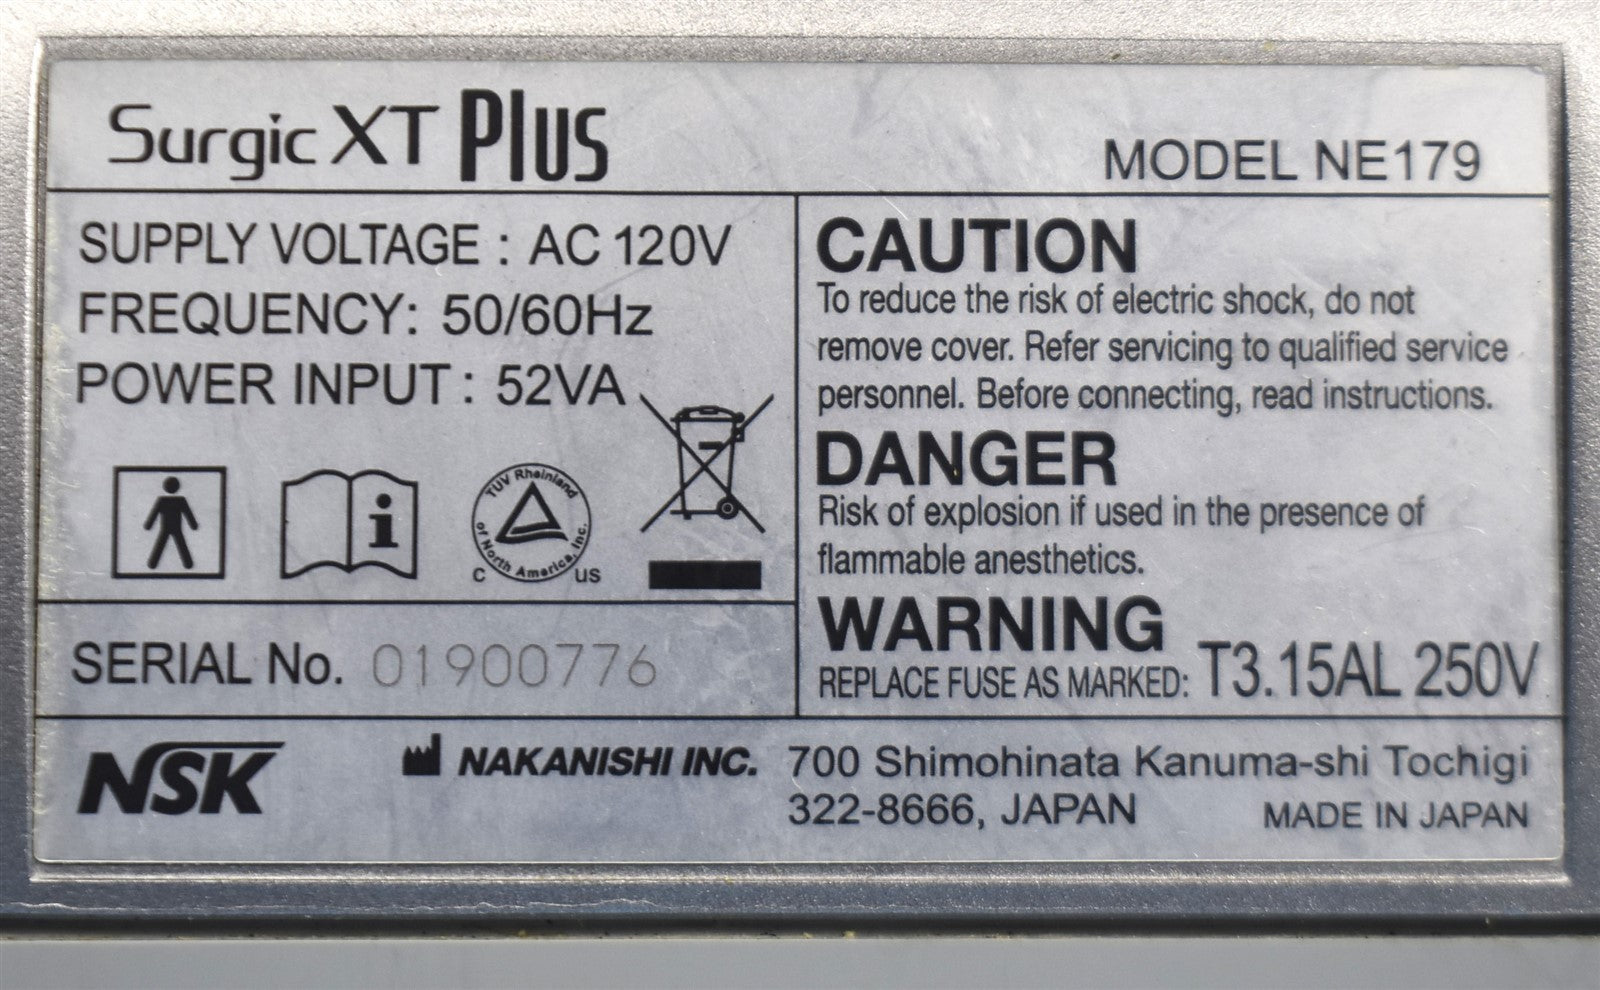 Surgic XT Plus
MODEL NE179
SUPPLY VOLTAGE : AC 120V
FREQUENCY: 50/60Hz
POWER INPUT : 52VA
i
TUV Rheinland
of North America, Inc.
C US
SERIAL No. 01900776
CAUTION
To reduce the risk of electric shock, do not
remove cover. Refer servicing to qualified service
personnel. Before connecting, read instructions.
DANGER
Risk of explosion if used in the presence of
flammable anesthetics.
WARNING
REPLACE FUSE AS MARKED: T3.15AL 250V
NSK
NAKANISHI INC. 700 Shimohinata Kanuma-shi Tochigi
322-8666, JAPAN MADE IN JAPAN